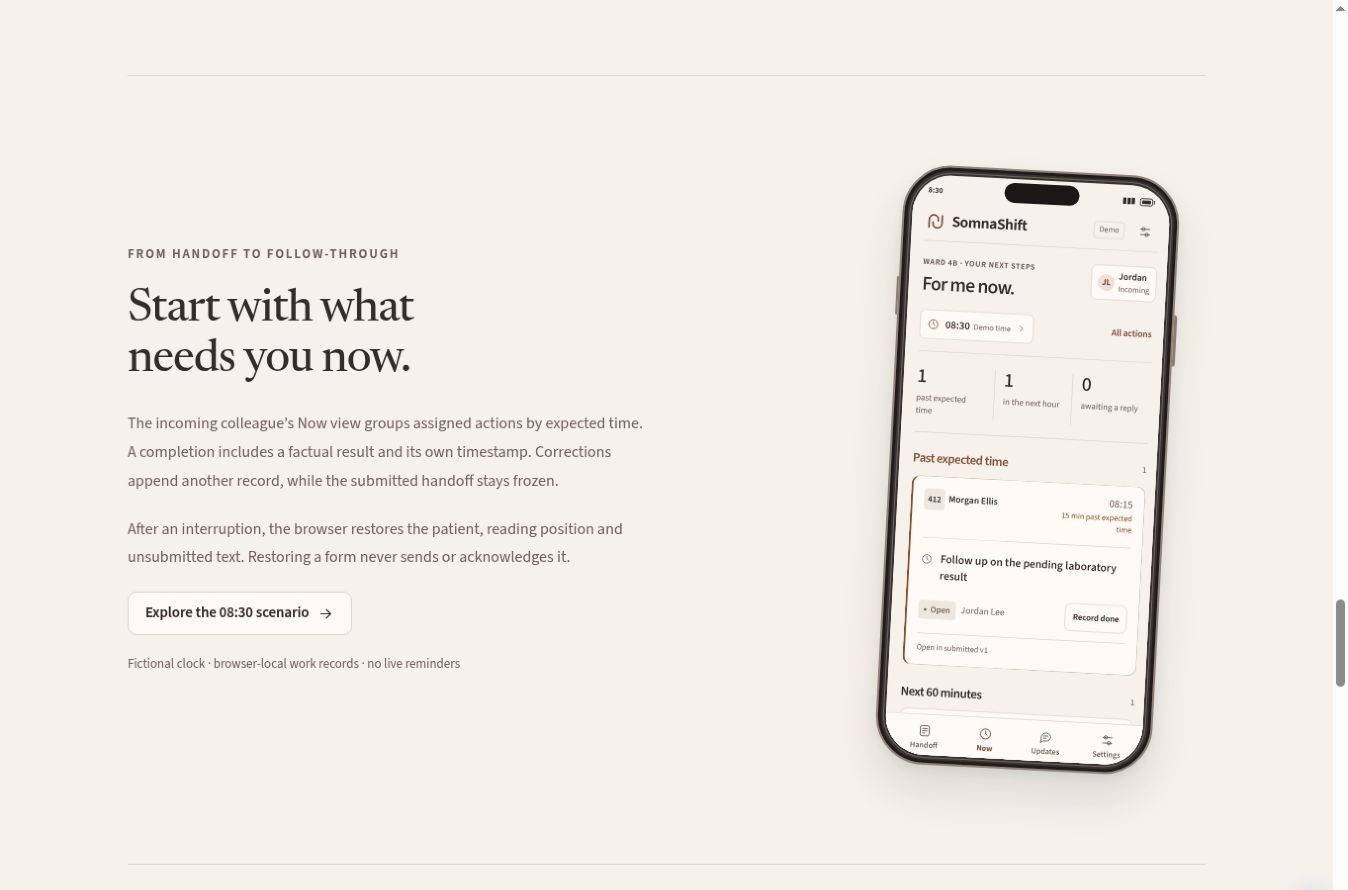 FROM HANDOFF TO FOLLOW-THROUGH
Start with what
needs you now.
The incoming colleague's Now view groups assigned actions by expected time.
A completion includes a factual result and its own timestamp. Corrections
append another record, while the submitted handoff stays frozen.
After an interruption, the browser restores the patient, reading position and
unsubmitted text. Restoring a form never sends or acknowledges it.
Explore the 08:30 scenario →
Fictional clock · browser-local work records · no live reminders
8:30
SomnaShift
Demo
WARD 4B · YOUR NEXT STEPS
For me now.
JL
Jordan
Incoming
08:30 Demo time
All actions
1
past expected
time
1
in the next hour
0
awaiting a reply
Past expected time
1
412 Morgan Ellis
08:15
15 min past expected
time
Follow up on the pending laboratory
result
• Open
Jordan Lee
Record done
Open in submitted v1
Next 60 minutes
1
Handoff
Now
Updates
Settings